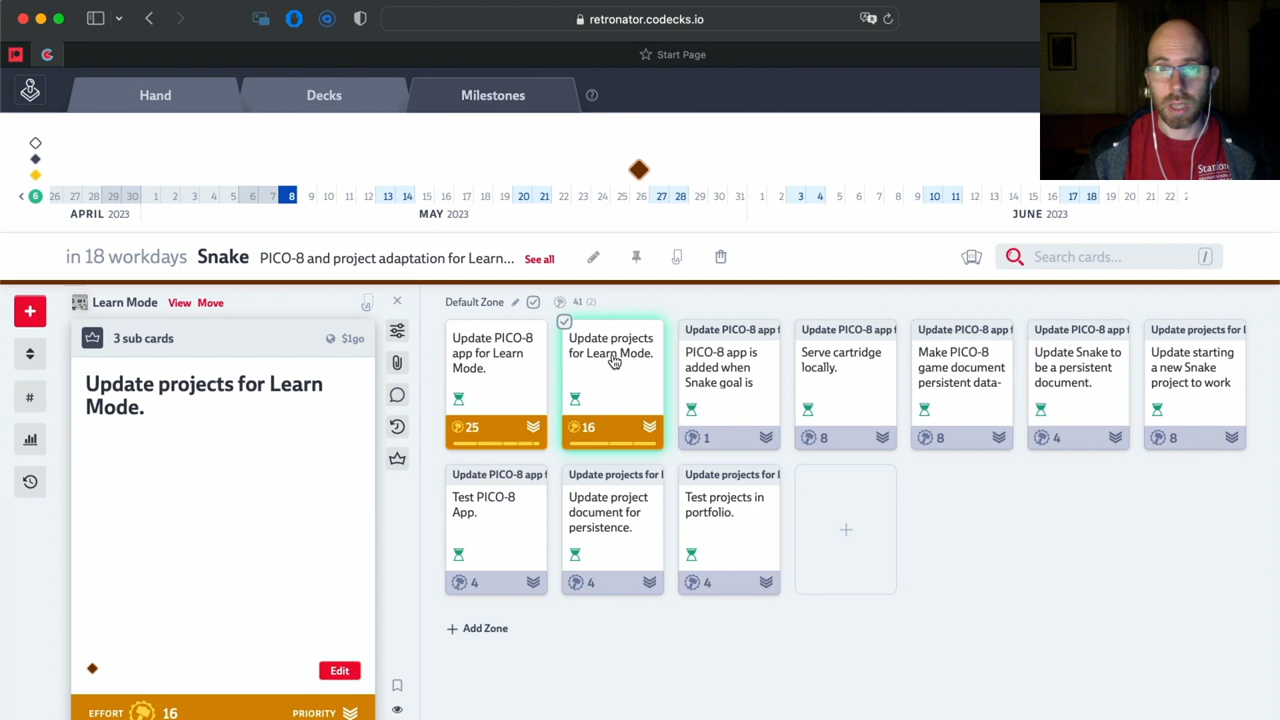 retronator.codecks.io
Start Page
Hand
Decks
Milestones
6
26 27 28 29 30 1 2 3 4 5 6 7 8 9 10 11 12 13 14 15 16 17 18 19 20 21 22 23 24 25 26 27 28 29 30 31 1 2 3 4 5 6 7 8 9 10 11 12 13 14 15 16 17 18 19 20 21 22
APRIL 2023
MAY 2023
JUNE 2023
in 18 workdays Snake PICO-8 and project adaptation for Learn... See all
Search cards... /
Learn Mode View Move
3 sub cards
$1go
Update projects for Learn
Mode.
Edit
EFFORT 16
PRIORITY
Default Zone
41 (2)
Update PICO-8
app for Learn
Mode.
25
Update projects
for Learn Mode.
16
Update PICO-8 app f
PICO-8 app is
added when
Snake goal is
1
Update PICO-8 app f
Serve cartridge
locally.
8
Update PICO-8 app f
Make PICO-8
game document
persistent data-
8
Update PICO-8 app f
Update Snake to
be a persistent
document.
4
Update projects for l
Update starting
a new Snake
project to work
8
Update PICO-8 app f
Test PICO-8
App.
4
Update projects for l
Update project
document for
persistence.
4
Update projects for l
Test projects in
portfolio.
4
+
+ Add Zone
Stanford